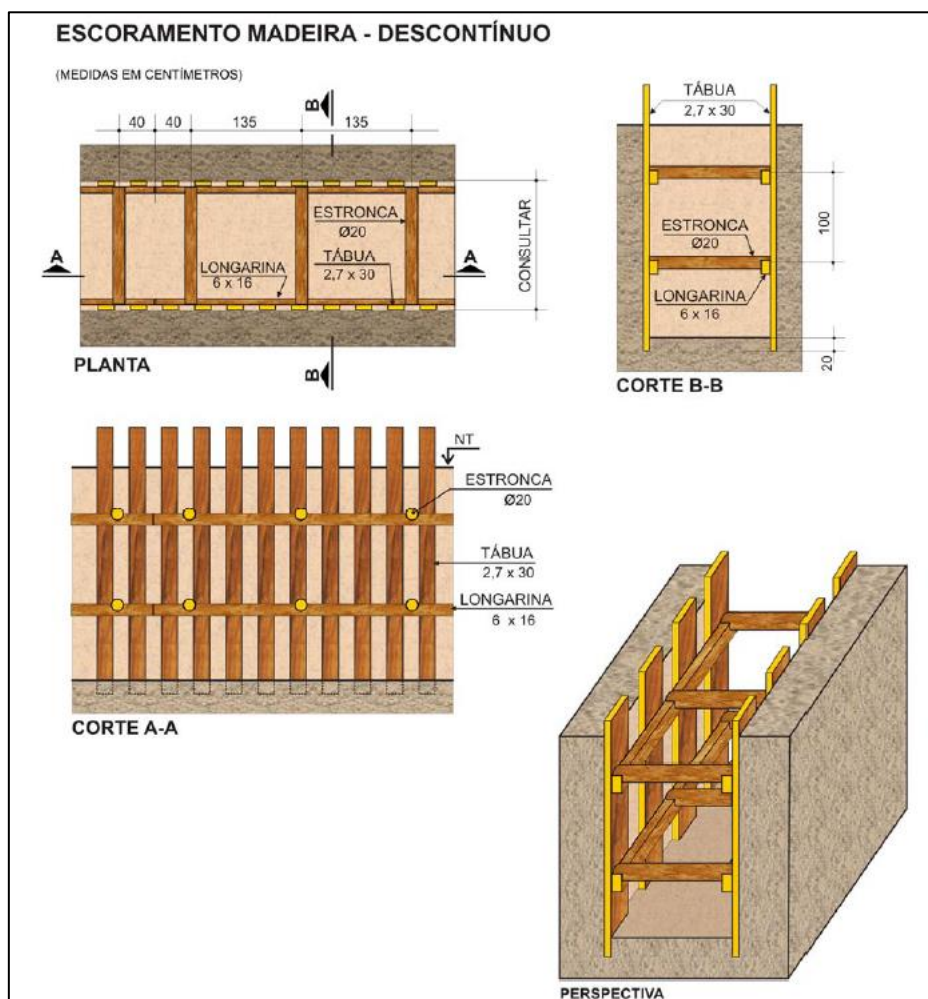 ESCORAMENTO MADEIRA - DESCONTÍNUO
(MEDIDAS EM CENTÍMETROS)
B
40
40
135
135
ESTRONCA
Ø20
TÁBUA
2,7 x 30
LONGARINA
6 x 16
A
A
CONSULTAR
B
PLANTA
TÁBUA
2,7 x 30
ESTRONCA
Ø20
LONGARINA
6 x 16
100
20
CORTE B-B
NT
ESTRONCA
Ø20
TÁBUA
2,7 x 30
LONGARINA
6 x 16
CORTE A-A
PERSPECTIVA